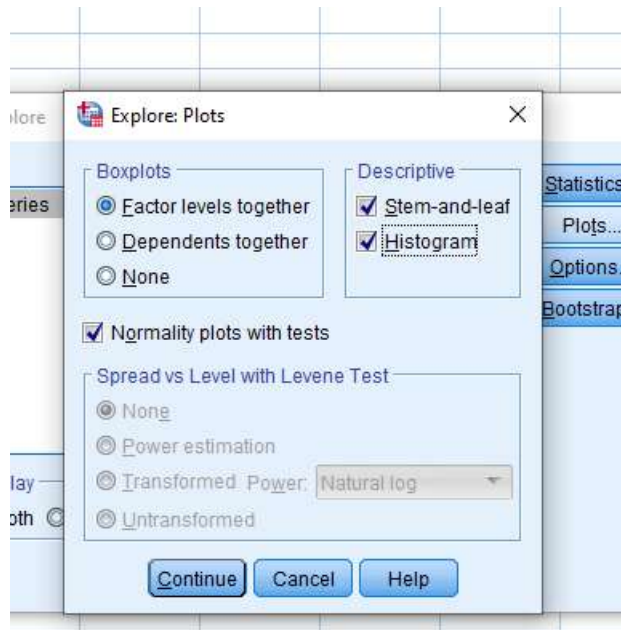 plore
Explore: Plots
eries
Boxplots
Factor levels together
Dependents together
None
Descriptive
Stem-and-leaf
Histogram
Normality plots with tests
Spread vs Level with Levene Test
None
Power estimation
Transformed Power: Natural log
Untransformed
Continue Cancel Help
Statistics
Plots...
Options.
Bootstrap
lay
oth